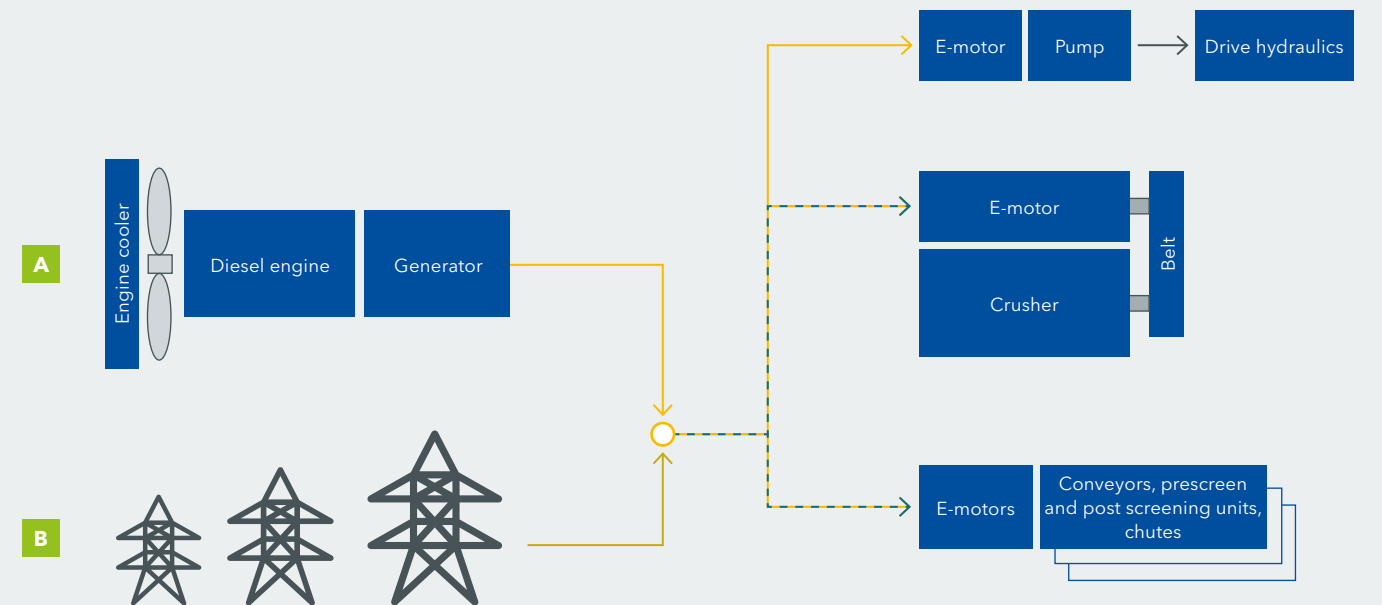 E-motor
Pump
Drive hydraulics
A
Engine cooler
Diesel engine
Generator
E-motor
Crusher
Belt
B
E-motors
Conveyors, prescreen
and post screening units,
chutes